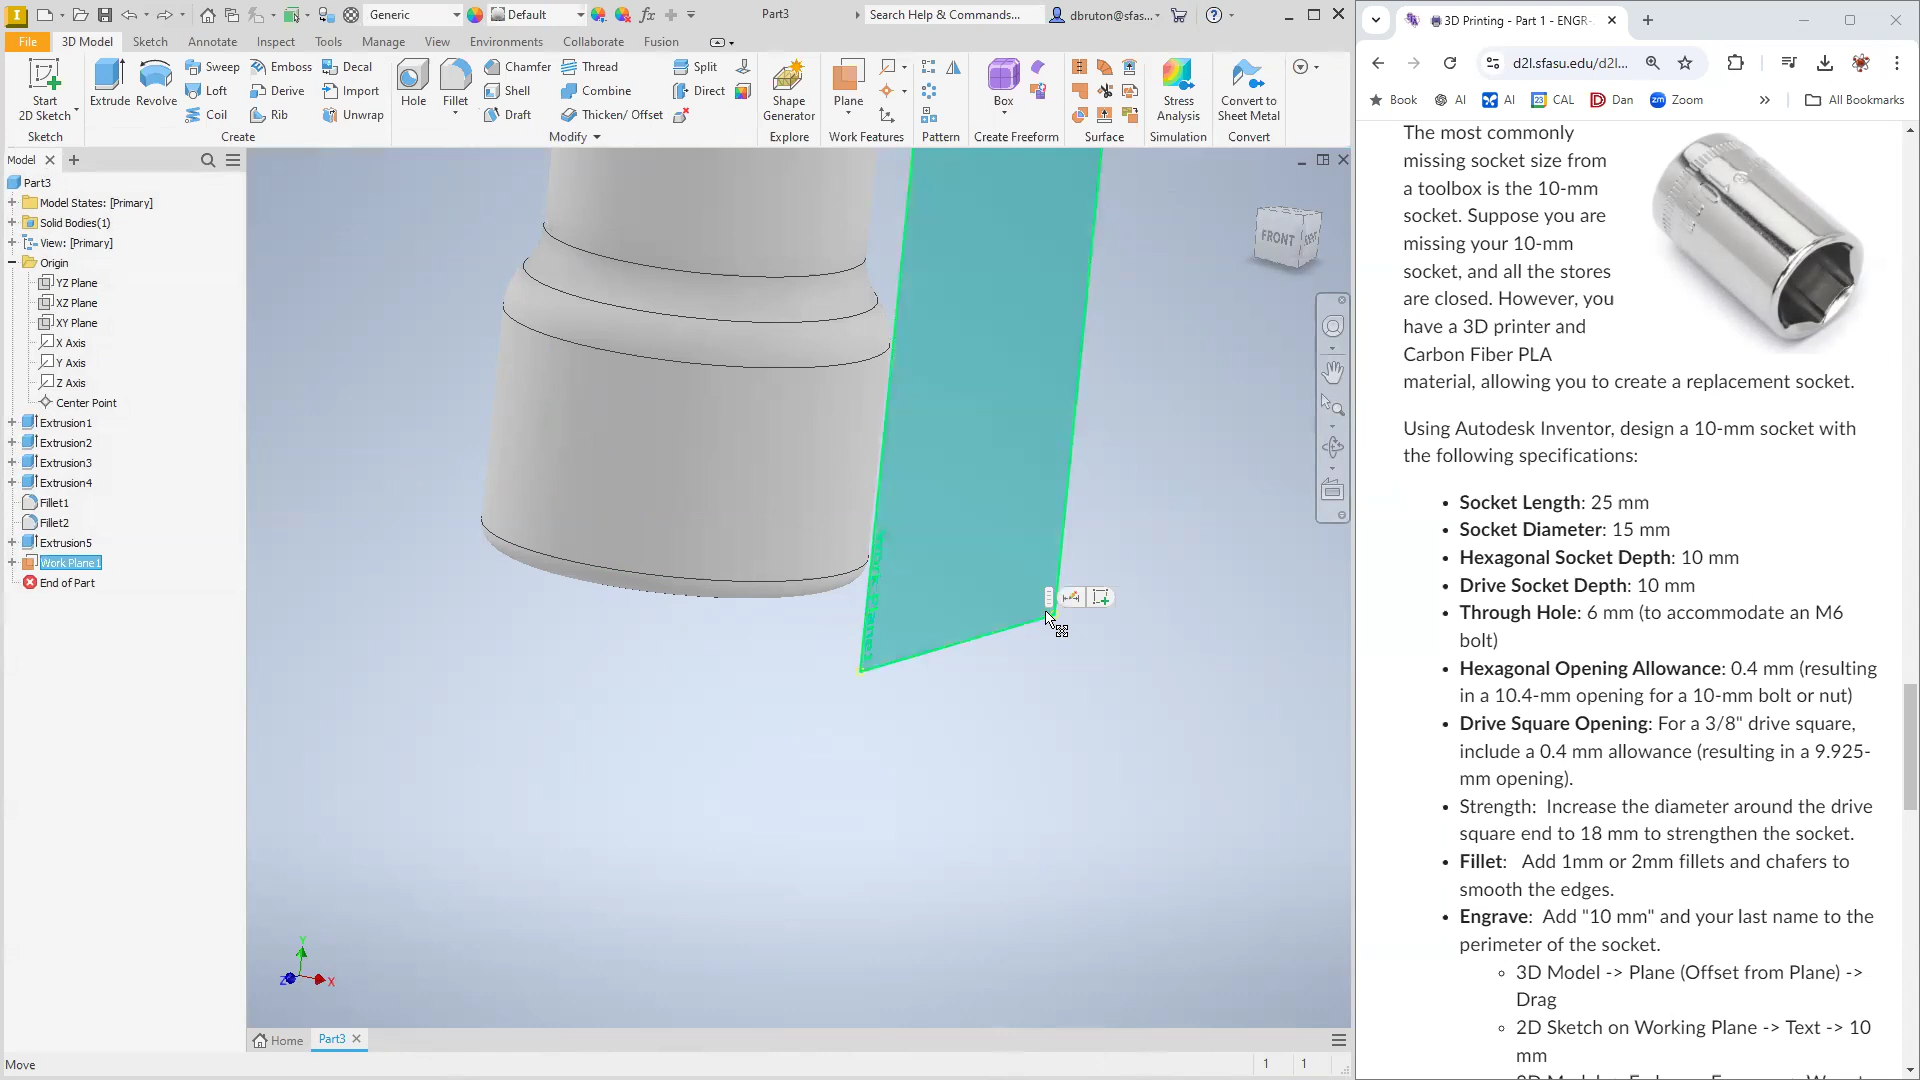 Generic
Default
Part3
Search Help & Commands...
dbruton@sfas...
File
3D Model
Sketch
Annotate
Inspect
Tools
Manage
View
Environments
Collaborate
Fusion
Start
2D Sketch
Extrude
Revolve
Sweep
Loft
Coil
Emboss
Derive
Rib
Decal
Import
Unwrap
Hole
Fillet
Chamfer
Shell
Draft
Thread
Combine
Thicken/ Offset
Split
Direct
Shape
Generator
Plane
Box
Stress
Analysis
Convert to
Sheet Metal
Sketch
Create
Modify
Explore
Work Features
Pattern
Create Freeform
Surface
Simulation
Convert
Model
Part3
Model States: [Primary]
Solid Bodies(1)
View: [Primary]
Origin
YZ Plane
XZ Plane
XY Plane
X Axis
Y Axis
Z Axis
Center Point
Extrusion1
Extrusion2
Extrusion3
Extrusion4
Fillet1
Fillet2
Extrusion5
Work Plane1
End of Part
FRONT
RIGHT
Work Plane1
Y
Z
X
Home
Part3
Move
1
1
3D Printing - Part 1 - ENGR-
d2l.sfasu.edu/d2l...
Book
AI
AI
CAL
Dan
Zoom
All Bookmarks
The most commonly
missing socket size from
a toolbox is the 10-mm
socket. Suppose you are
missing your 10-mm
socket, and all the stores
are closed. However, you
have a 3D printer and
Carbon Fiber PLA
material, allowing you to create a replacement socket.
Using Autodesk Inventor, design a 10-mm socket with
the following specifications:
• Socket Length: 25 mm
• Socket Diameter: 15 mm
• Hexagonal Socket Depth: 10 mm
• Drive Socket Depth: 10 mm
• Through Hole: 6 mm (to accommodate an M6
bolt)
• Hexagonal Opening Allowance: 0.4 mm (resulting
in a 10.4-mm opening for a 10-mm bolt or nut)
• Drive Square Opening: For a 3/8" drive square,
include a 0.4 mm allowance (resulting in a 9.925-
mm opening).
• Strength: Increase the diameter around the drive
square end to 18 mm to strengthen the socket.
• Fillet: Add 1mm or 2mm fillets and chafers to
smooth the edges.
• Engrave: Add "10 mm" and your last name to the
perimeter of the socket.
◦ 3D Model -> Plane (Offset from Plane) ->
Drag
◦ 2D Sketch on Working Plane -> Text -> 10
mm